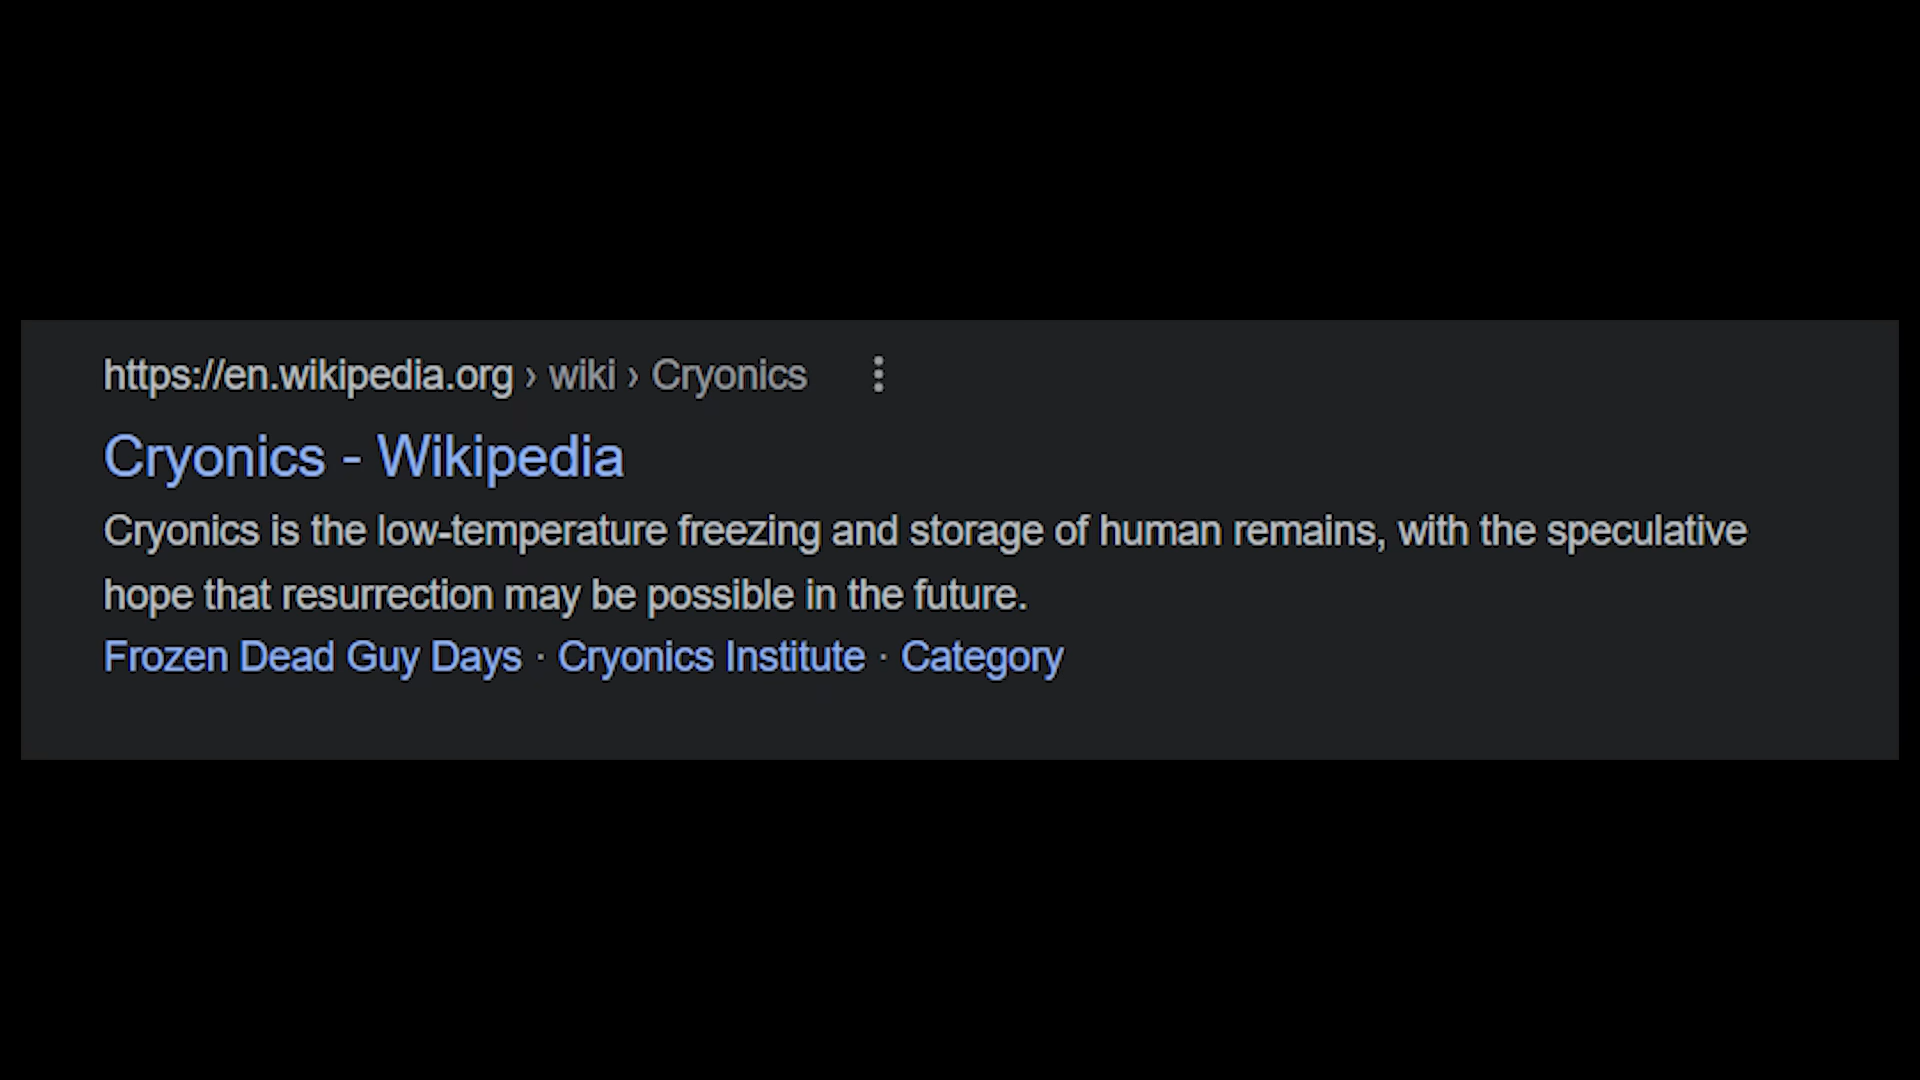 https://en.wikipedia.org › wiki › Cryonics
Cryonics - Wikipedia
Cryonics is the low-temperature freezing and storage of human remains, with the speculative
hope that resurrection may be possible in the future.
Frozen Dead Guy Days · Cryonics Institute · Category